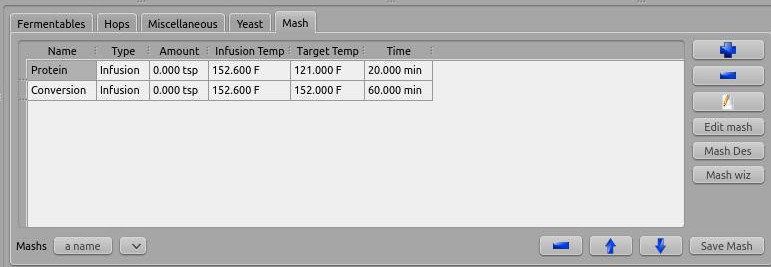 Fermentables Hops Miscellaneous Yeast Mash
Name Type Amount Infusion Temp Target Temp Time
Protein Infusion 0.000 tsp 152.600 F 121.000 F 20.000 min
Conversion Infusion 0.000 tsp 152.600 F 152.000 F 60.000 min
Edit mash
Mash Des
Mash wiz
Mashs a name Save Mash